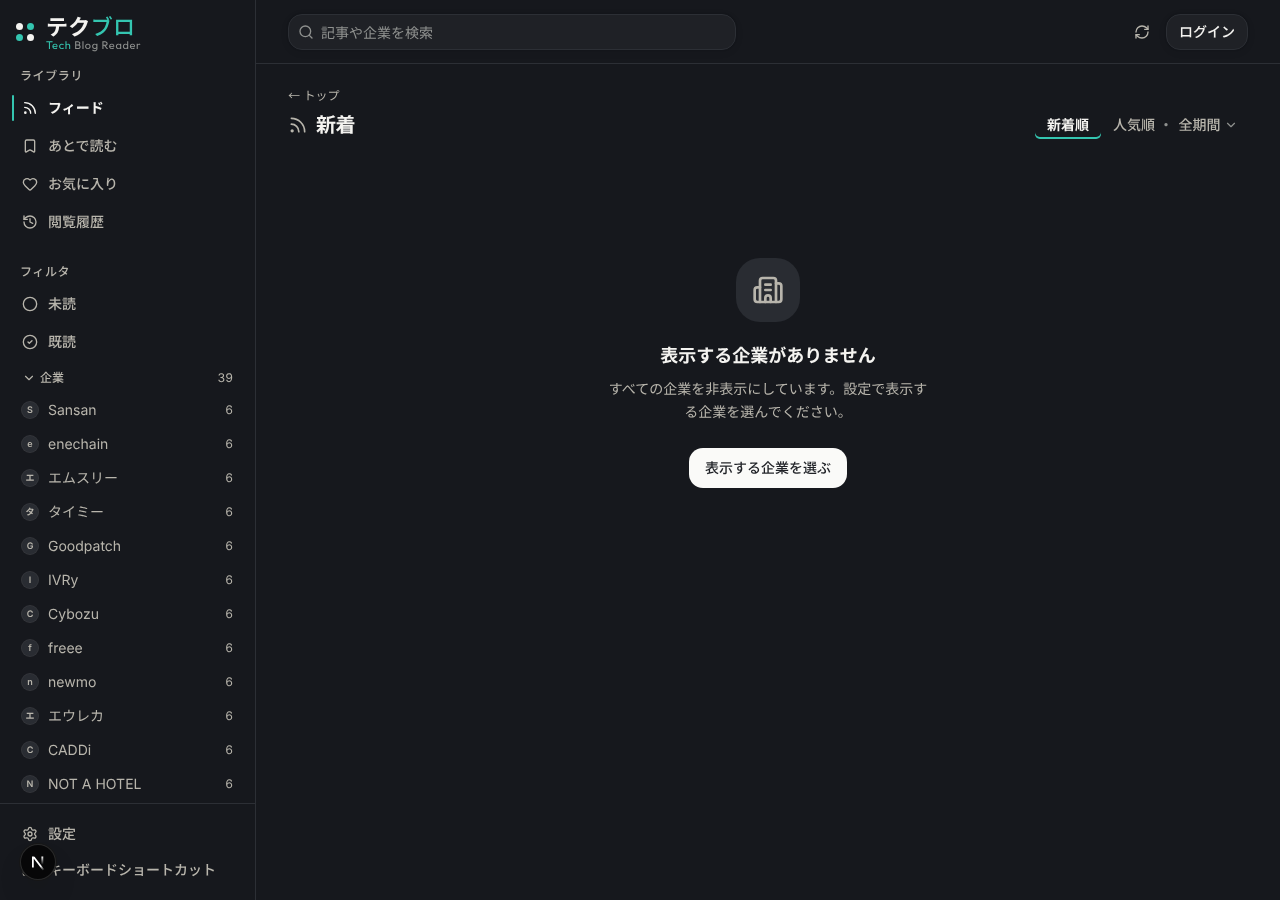 テクブロ
Tech Blog Reader
ライブラリ
フィード
あとで読む
お気に入り
閲覧履歴
フィルタ
未読
既読
企業 39
S Sansan 6
e enechain 6
エ エムスリー 6
タ タイミー 6
G Goodpatch 6
I IVRy 6
C Cybozu 6
f freee 6
n newmo 6
エ エウレカ 6
C CADDi 6
N NOT A HOTEL 6
設定
N
キーボードショートカット
記事や企業を検索
ログイン
← トップ
新着
新着順 人気順 • 全期間
表示する企業がありません
すべての企業を非表示にしています。設定で表示す
る企業を選んでください。
表示する企業を選ぶ